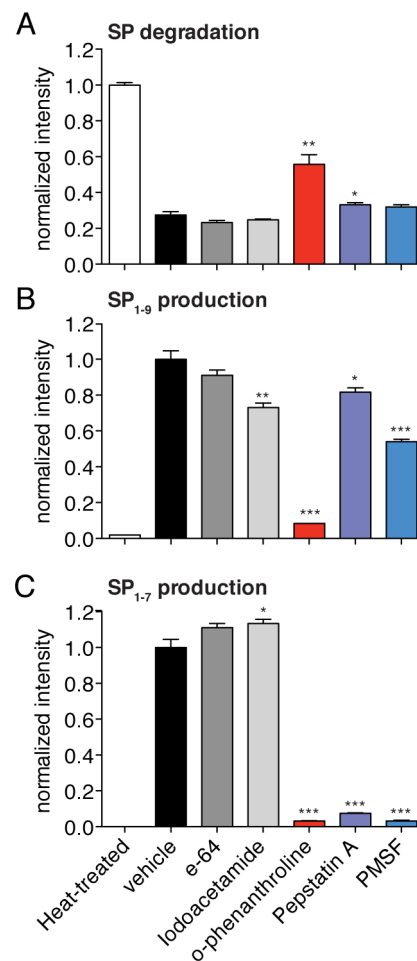 A SP degradation
normalized intensity
1.2
1.0
0.8
0.6
0.4
0.2
0.0
**
*
B SP1-9 production
normalized intensity
1.2
1.0
0.8
0.6
0.4
0.2
0.0
**
***
*
***
C SP1-7 production
normalized intensity
1.2
1.0
0.8
0.6
0.4
0.2
0.0
*
***
***
***
Heat-treated
vehicle
e-64
Iodoacetamide
o-phenanthroline
Pepstatin A
PMSF